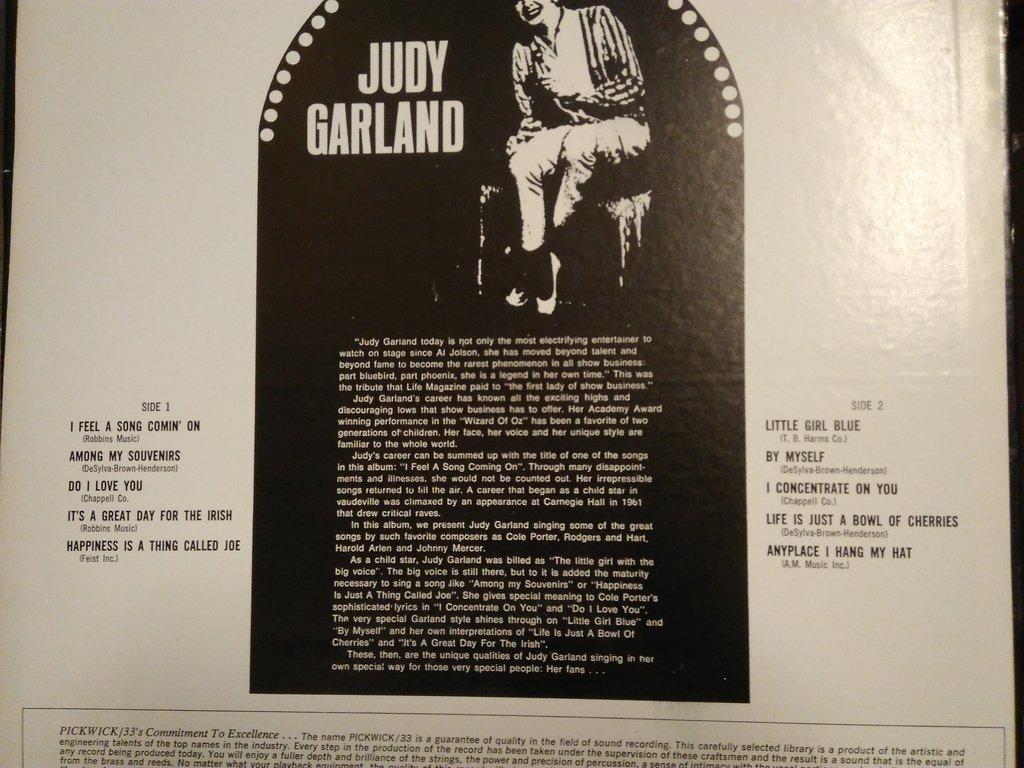 JUDY
GARLAND
"Judy Garland today is not only the most electrifying entertainer to
watch on stage since Al Jolson, she has moved beyond talent and
beyond fame to become the rarest phenomenon in all show business:
part bluebird, part phoenix, she is a legend in her own time." This was
the tribute that Life Magazine paid to "the first lady of show business."
Judy Garland's career has known all the exciting highs and
discouraging lows that show business has to offer. Her Academy Award
winning performance in the "Wizard Of Oz" has been a favorite of two
generations of children. Her face, her voice and her unique style are
familiar to the whole world.
Judy's career can be summed up with the title of one of the songs
in this album: "I Feel A Song Coming On". Through many disappoint-
ments and illnesses, she would not be counted out. Her irrepressible
songs returned to fill the air. A career that began as a child star in
vaudeville was climaxed by an appearance at Carnegie Hall in 1961
that drew critical raves.
In this album, we present Judy Garland singing some of the great
songs by such favorite composers as Cole Porter, Rodgers and Hart,
Harold Arlen and Johnny Mercer.
As a child star, Judy Garland was billed as "The little girl with the
big voice". The big voice is still there, but to it is added the maturity
necessary to sing a song like "Among my Souvenirs" or "Happiness
Is Just A Thing Called Joe". She gives special meaning to Cole Porter's
sophisticated lyrics in "I Concentrate On You" and "Do I Love You".
The very special Garland style shines through on "Little Girl Blue" and
"By Myself" and her own interpretations of "Life Is Just A Bowl Of
Cherries" and "It's A Great Day For The Irish".
These, then, are the unique qualities of Judy Garland singing in her
own special way for those very special people: Her fans . . .
SIDE 1
I FEEL A SONG COMIN' ON
(Robbins Music)
AMONG MY SOUVENIRS
(DeSylva-Brown-Henderson)
DO I LOVE YOU
(Chappell Co.
IT'S A GREAT DAY FOR THE IRISH
(Robbins Music)
HAPPINESS IS A THING CALLED JOE
(Feist Inc.)
SIDE 2
LITTLE GIRL BLUE
(T. B. Harms Co.)
BY MYSELF
(DeSylva-Brown-Henderson)
I CONCENTRATE ON YOU
(Chappell Co.)
LIFE IS JUST A BOWL OF CHERRIES
(DeSylva-Brown-Henderson)
ANYPLACE I HANG MY HAT
(A.M. Music Inc.)
PICKWICK/33's Commitment To Excellence . . . The name PICKWICK/33 is a guarantee of quality in the field of sound recording. This carefully selected library is a product of the artistic and
engineering talents of the top names in the industry. Every step in the production of the record has been taken under the supervision of these craftsmen and the result is a sound that is the equal of
any record being produced today. You will enjoy a fuller depth and brilliance of the strings, the power and precision of percussion, a sense of intimacy with the vocal
from the brass and reeds. No matter what your playback equipment, the quality of this